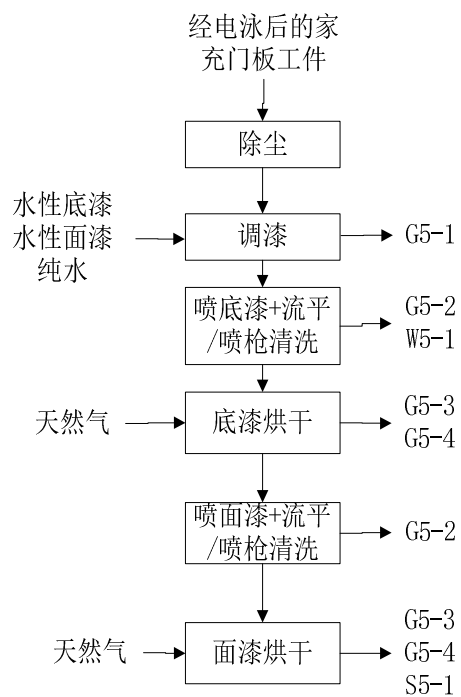 经电泳后的家
充门板工件
除尘
水性底漆
水性面漆
纯水
调漆
G5-1
喷底漆+流平
/喷枪清洗
G5-2
W5-1
天然气
底漆烘干
G5-3
G5-4
喷面漆+流平
/喷枪清洗
G5-2
天然气
面漆烘干
G5-3
G5-4
S5-1